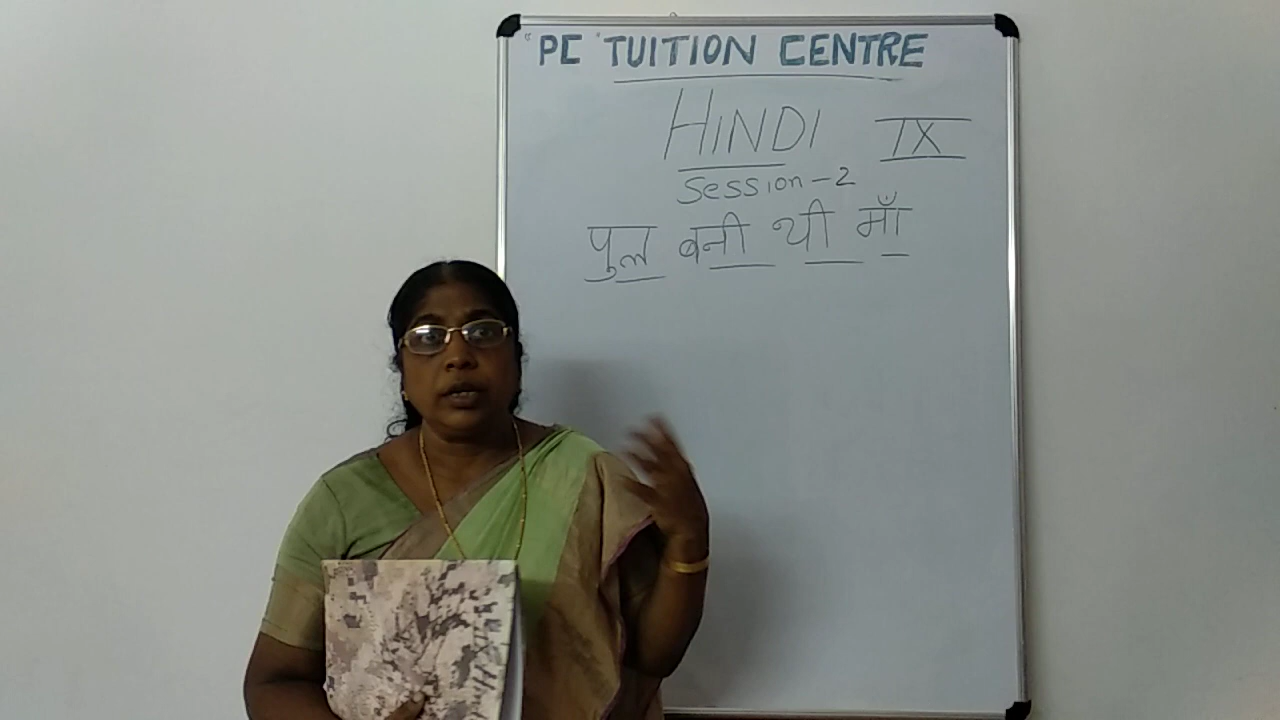 "PC" TUITION CENTRE
HINDI IX
Session-2
पुल बनी थी माँ